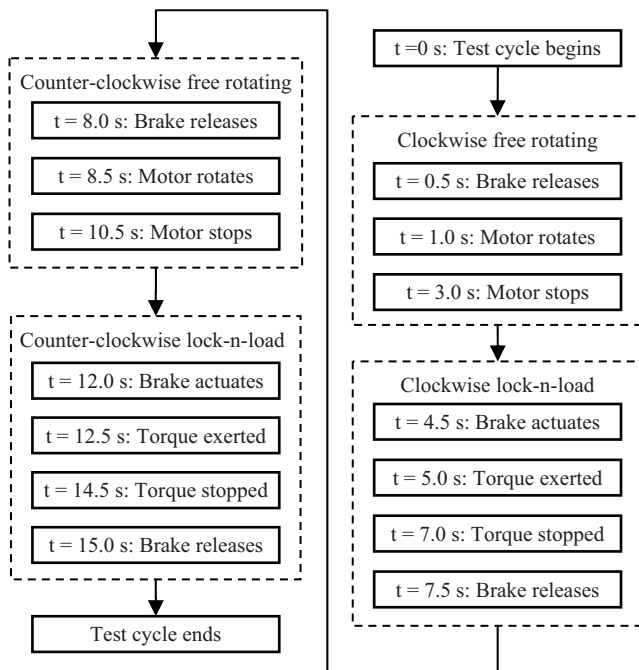 t =0 s: Test cycle begins
Clockwise free rotating
t = 0.5 s: Brake releases
t = 1.0 s: Motor rotates
t = 3.0 s: Motor stops
Clockwise lock-n-load
t = 4.5 s: Brake actuates
t = 5.0 s: Torque exerted
t = 7.0 s: Torque stopped
t = 7.5 s: Brake releases
Counter-clockwise free rotating
t = 8.0 s: Brake releases
t = 8.5 s: Motor rotates
t = 10.5 s: Motor stops
Counter-clockwise lock-n-load
t = 12.0 s: Brake actuates
t = 12.5 s: Torque exerted
t = 14.5 s: Torque stopped
t = 15.0 s: Brake releases
Test cycle ends